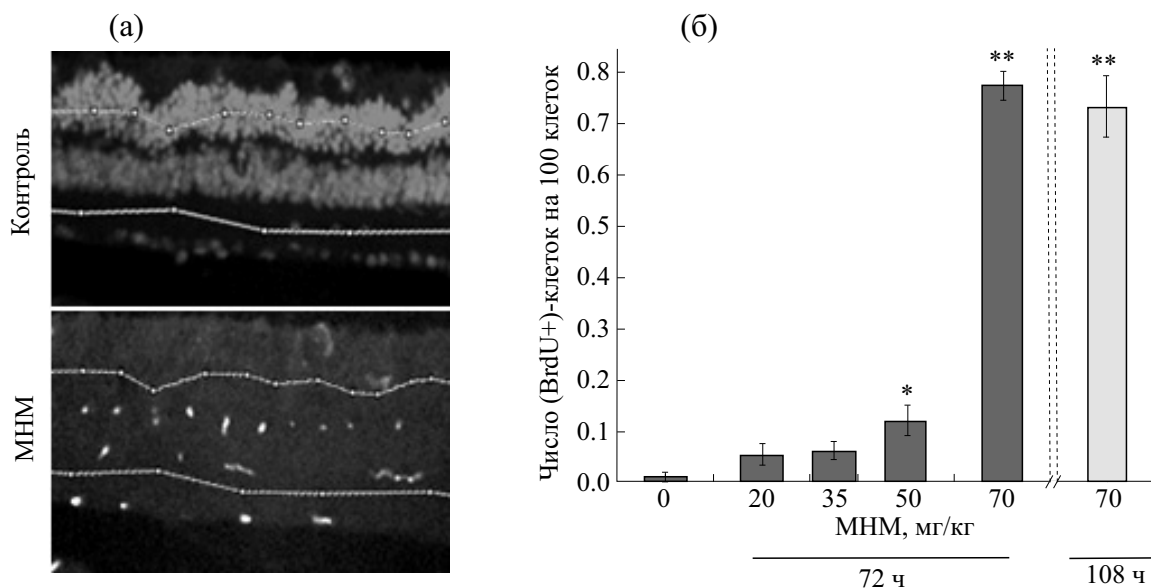 (а)
Контроль
МНМ
(б)
Число (BrdU+)-клеток на 100 клеток
0.8
0.7
0.6
0.5
0.4
0.3
0.2
0.1
0.0
*
**
**
0 20 35 50 70 70
МНМ, мг/кг
72 ч 108 ч